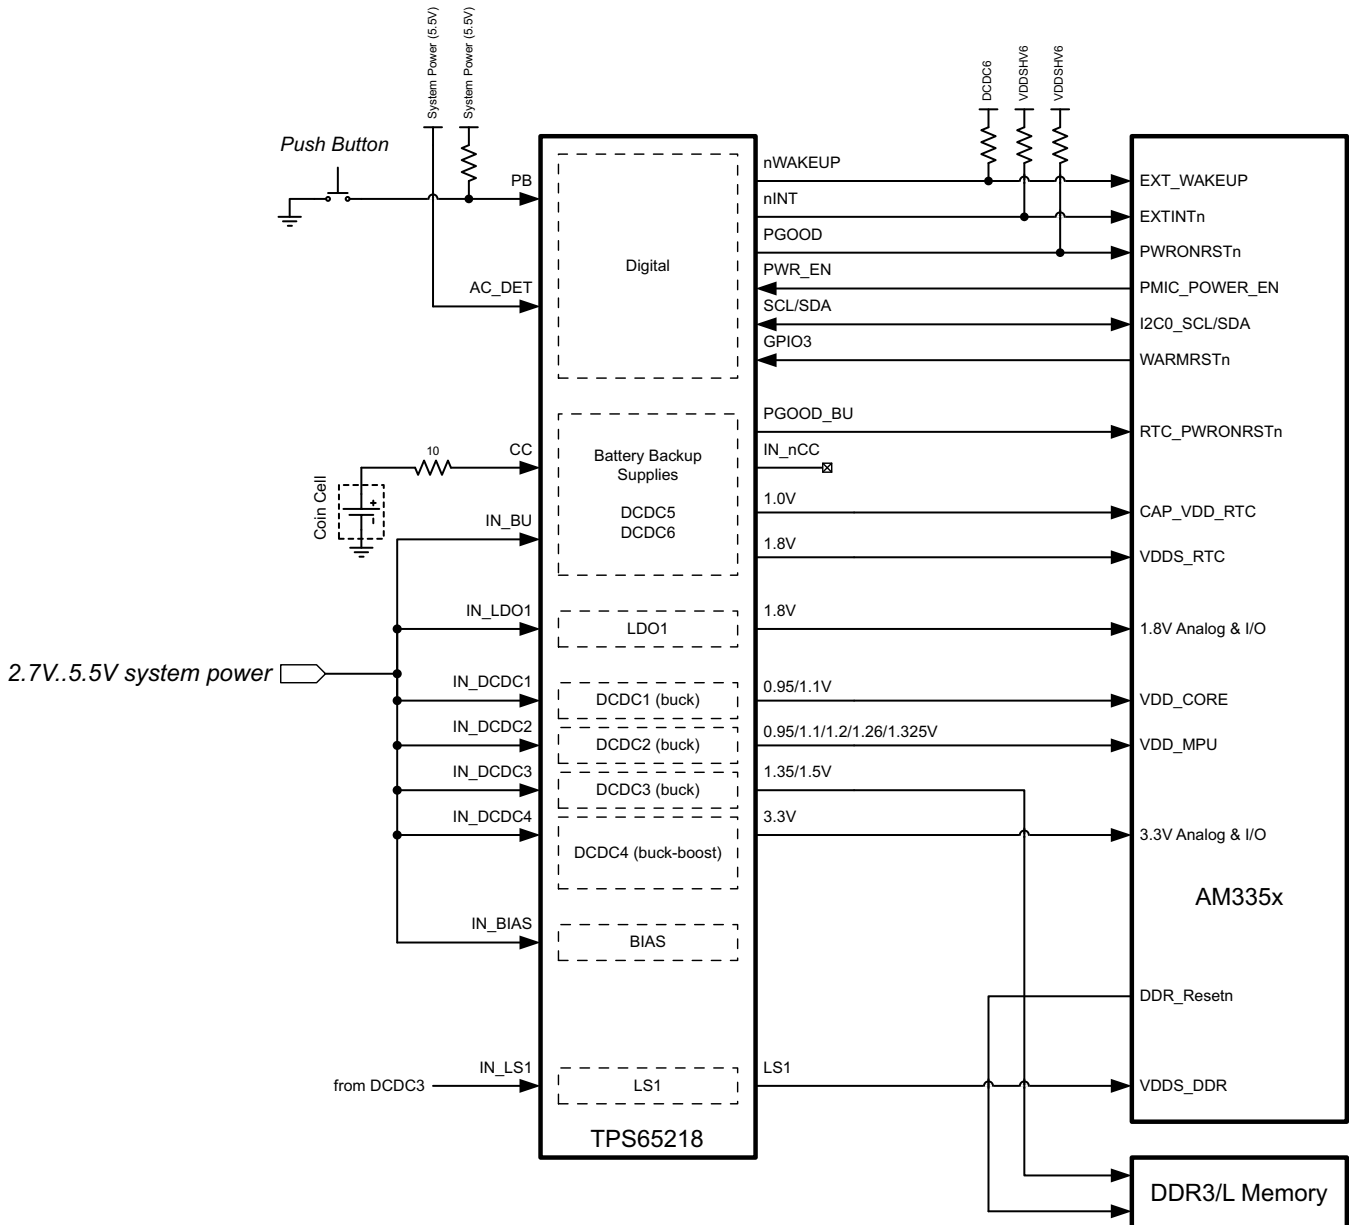 System Power (5.5V)
System Power (5.5V)
DCDC6
VDDSHV6
VDDSHV6
Push Button
PB
AC_DET
Digital
nWAKEUP
nINT
PGOOD
PWR_EN
SCL/SDA
GPIO3
EXT_WAKEUP
EXTINTn
PWRONRSTn
PMIC_POWER_EN
I2C0_SCL/SDA
WARMRSTn
10
CC
Coin Cell
+
IN_BU
Battery Backup
Supplies
DCDC5
DCDC6
PGOOD_BU
IN_nCC
1.0V
1.8V
RTC_PWRONRSTn
CAP_VDD_RTC
VDDS_RTC
IN_LDO1
LDO1
1.8V
1.8V Analog & I/O
2.7V..5.5V system power
IN_DCDC1
DCDC1 (buck)
0.95/1.1V
VDD_CORE
IN_DCDC2
DCDC2 (buck)
0.95/1.1/1.2/1.26/1.325V
VDD_MPU
IN_DCDC3
DCDC3 (buck)
1.35/1.5V
IN_DCDC4
DCDC4 (buck-boost)
3.3V
3.3V Analog & I/O
AM335x
IN_BIAS
BIAS
DDR_Resetn
from DCDC3
IN_LS1
LS1
LS1
VDDS_DDR
TPS65218
DDR3/L Memory